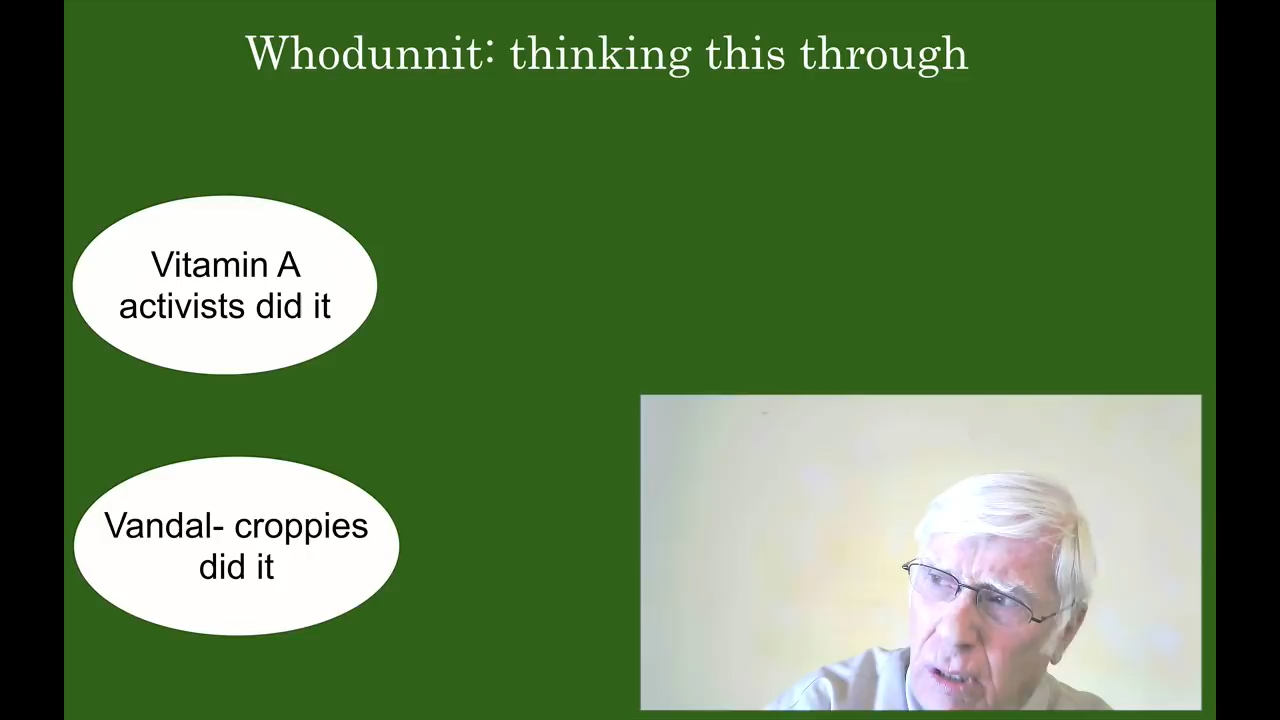 Whodunnit: thinking this through
Vitamin A
activists did it
Vandal- croppies
did it